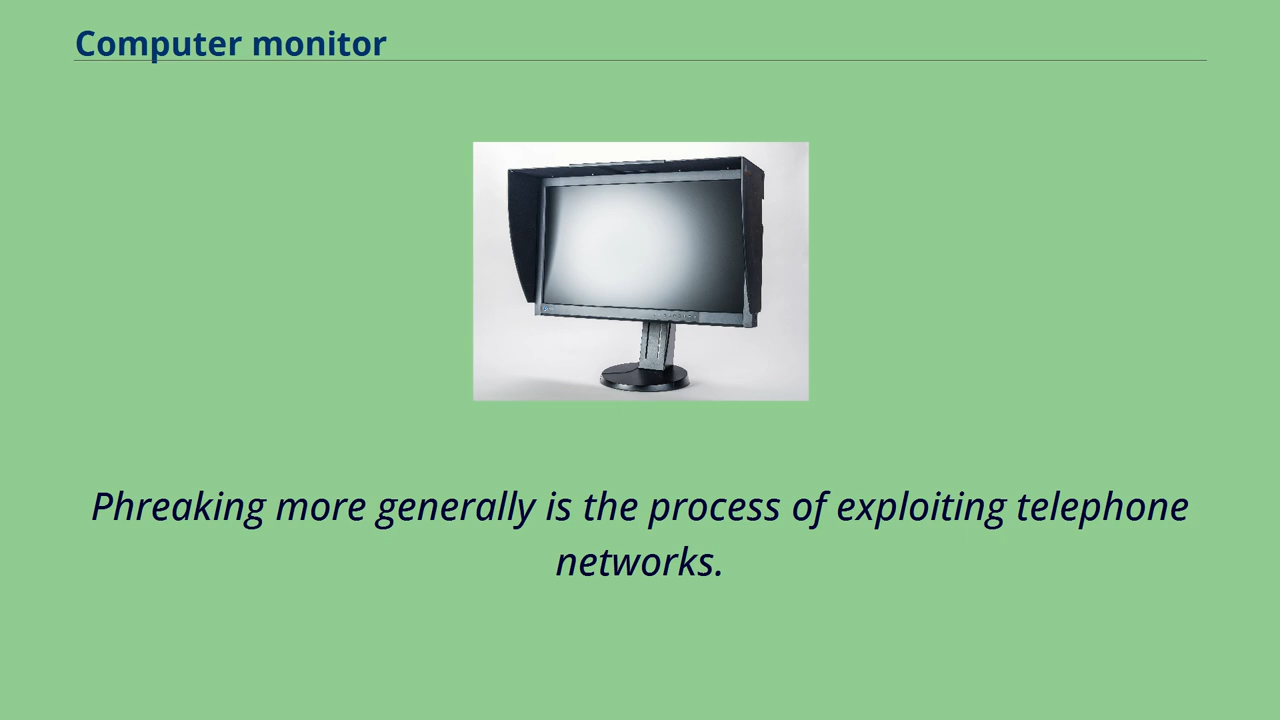 Computer monitor
Phreaking more generally is the process of exploiting telephone
networks.